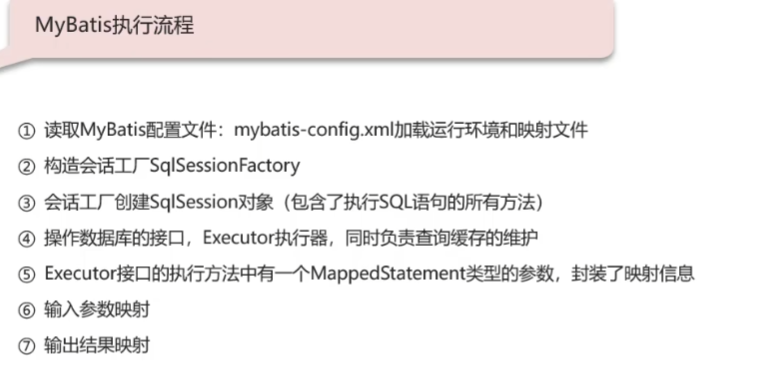 MyBatis执行流程
① 读取MyBatis配置文件：mybatis-config.xml加载运行环境和映射文件
② 构造会话工厂SqlSessionFactory
③ 会话工厂创建SqlSession对象（包含了执行SQL语句的所有方法）
④ 操作数据库的接口，Executor执行器，同时负责查询缓存的维护
⑤ Executor接口的执行方法中有一个MappedStatement类型的参数，封装了映射信息
⑥ 输入参数映射
⑦ 输出结果映射